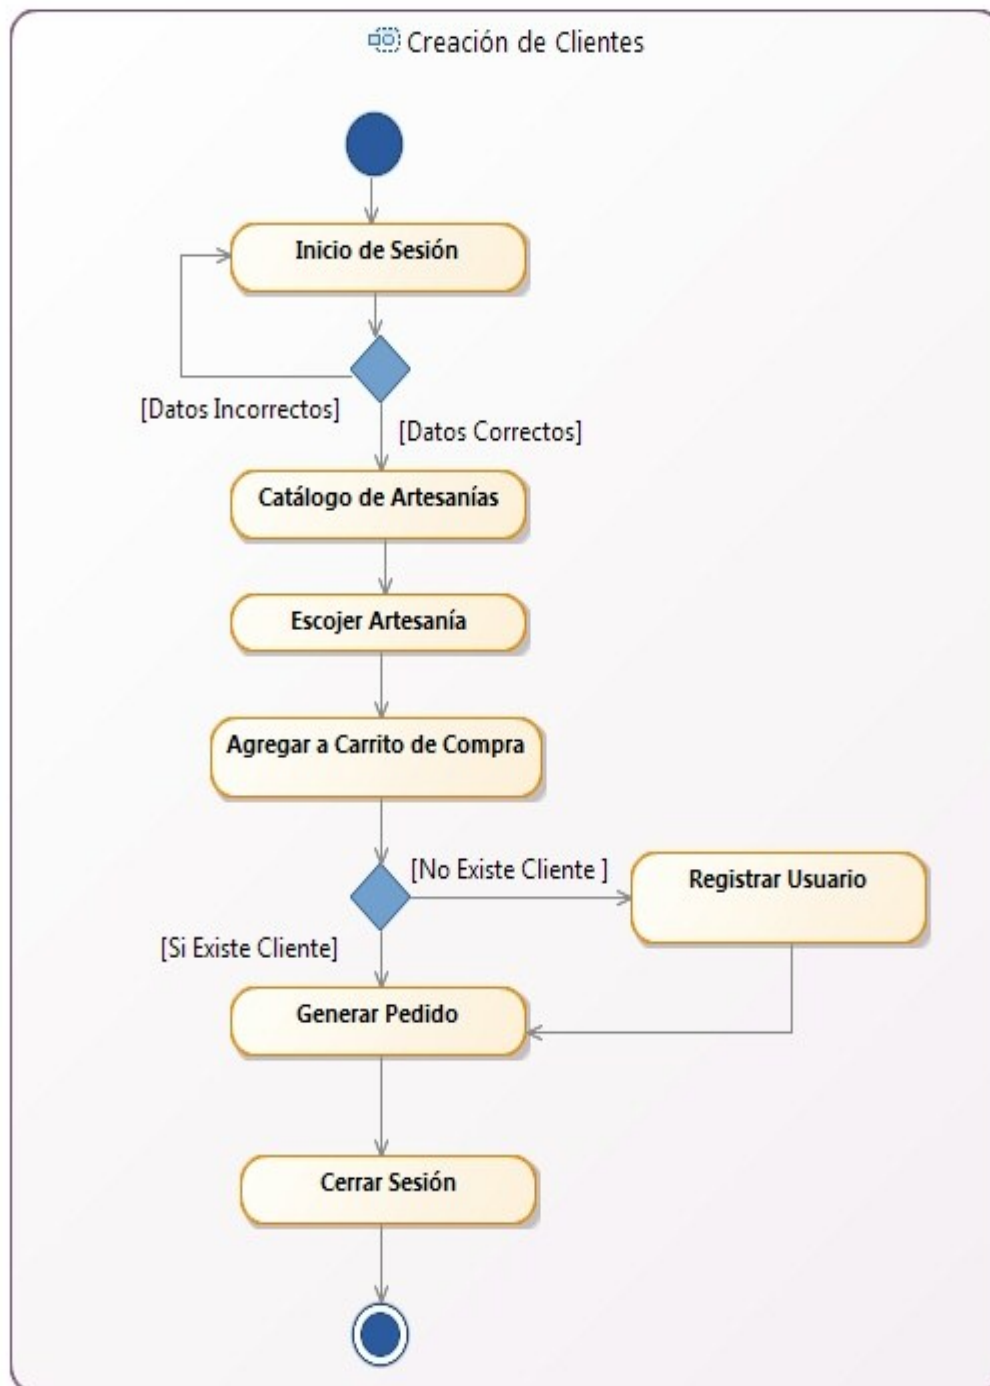 Creación de Clientes
Inicio de Sesión
[Datos Incorrectos]
[Datos Correctos]
Catálogo de Artesanías
Escojer Artesanía
Agregar a Carrito de Compra
[No Existe Cliente ]
Registrar Usuario
[Si Existe Cliente]
Generar Pedido
Cerrar Sesión